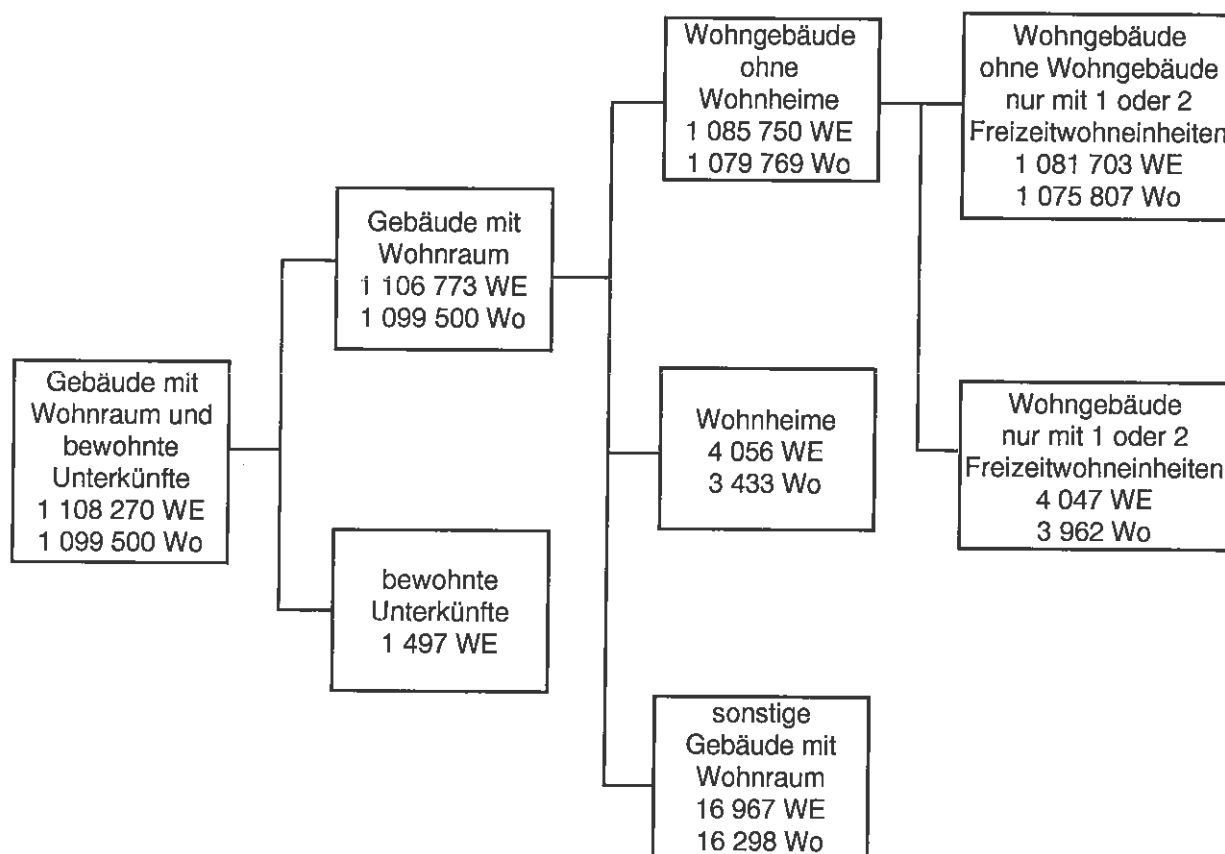 Gebäude mit
Wohnraum und
bewohnte
Unterkünfte
1 108 270 WE
1 099 500 Wo
Gebäude mit
Wohnraum
1 106 773 WE
1 099 500 Wo
bewohnte
Unterkünfte
1 497 WE
Wohngebäude
ohne
Wohnheime
1 085 750 WE
1 079 769 Wo
Wohnheime
4 056 WE
3 433 Wo
sonstige
Gebäude mit
Wohnraum
16 967 WE
16 298 Wo
Wohngebäude
ohne Wohngebäude
nur mit 1 oder 2
Freizeitwohneinheiten
1 081 703 WE
1 075 807 Wo
Wohngebäude
nur mit 1 oder 2
Freizeitwohneinheiten
4 047 WE
3 962 Wo